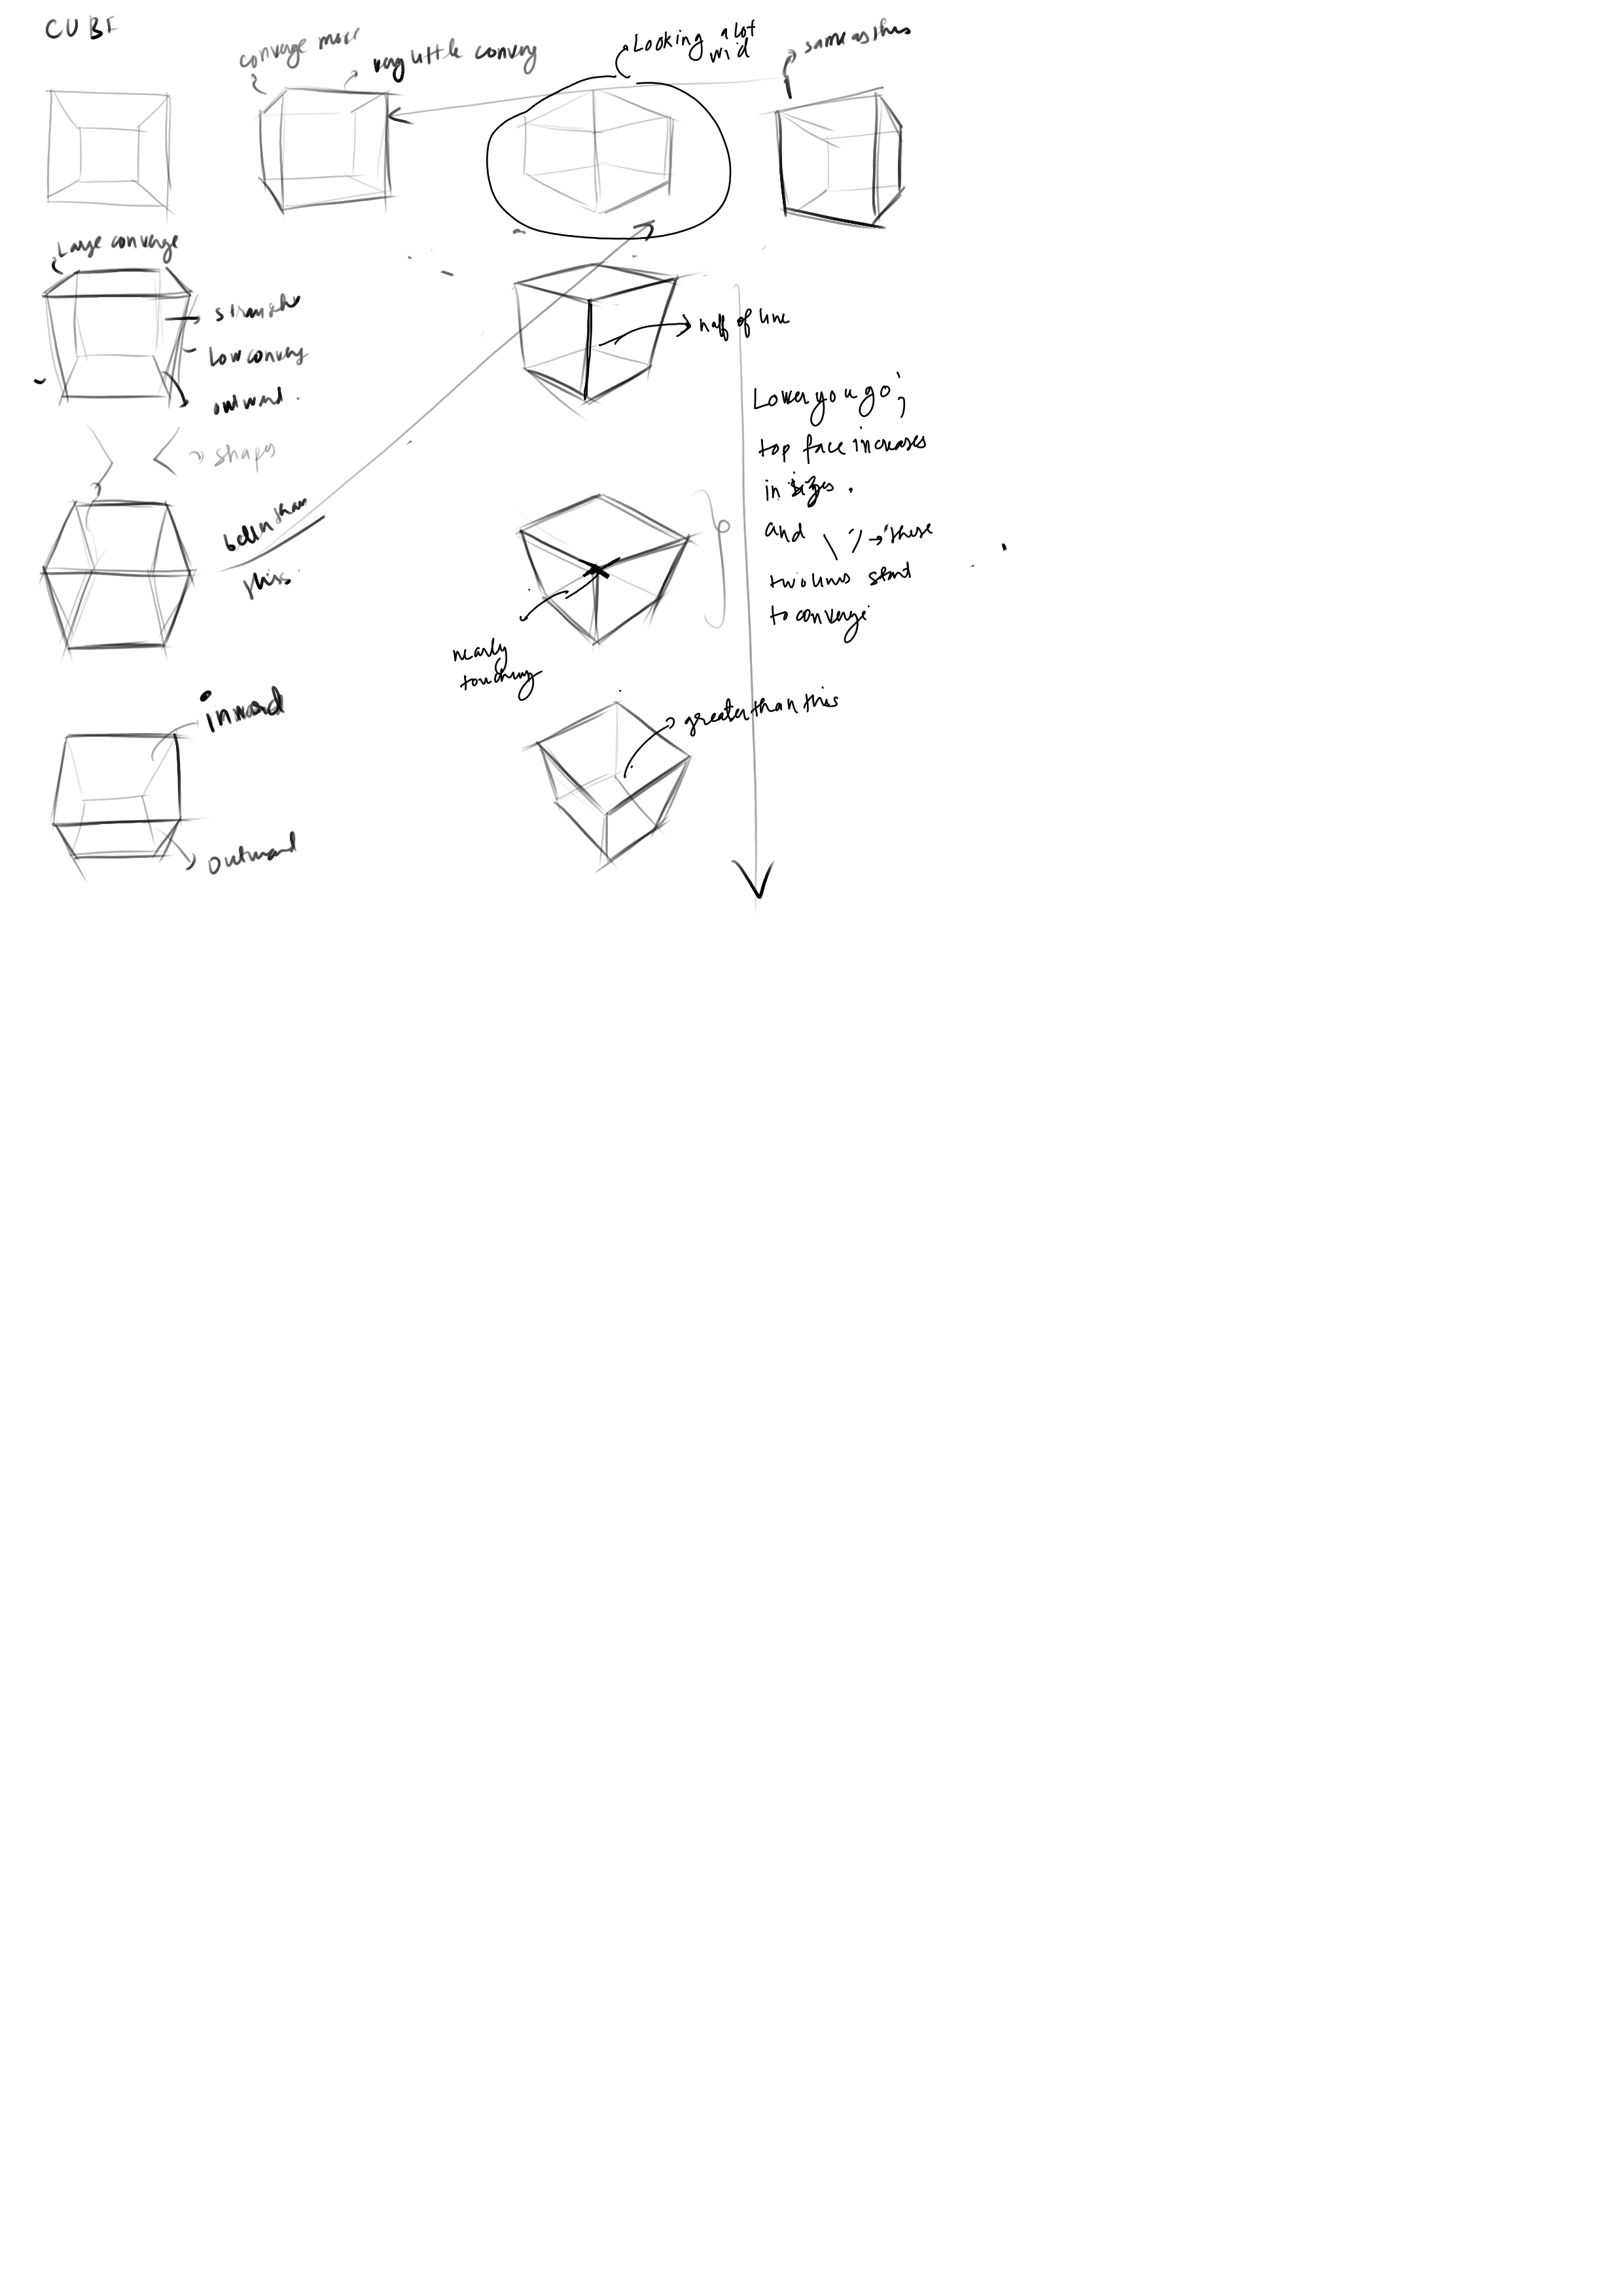 CUBE
converge more
very little converg
Looking a lot
mid
same as this
Large converge
straight
Low converg
outward.
shapes
half of line
Lower you go,
top face increases
in sizes.
and \ / → these
two lines start
to converge
better than
this.
nearly
touching
inward
greater than this
outward